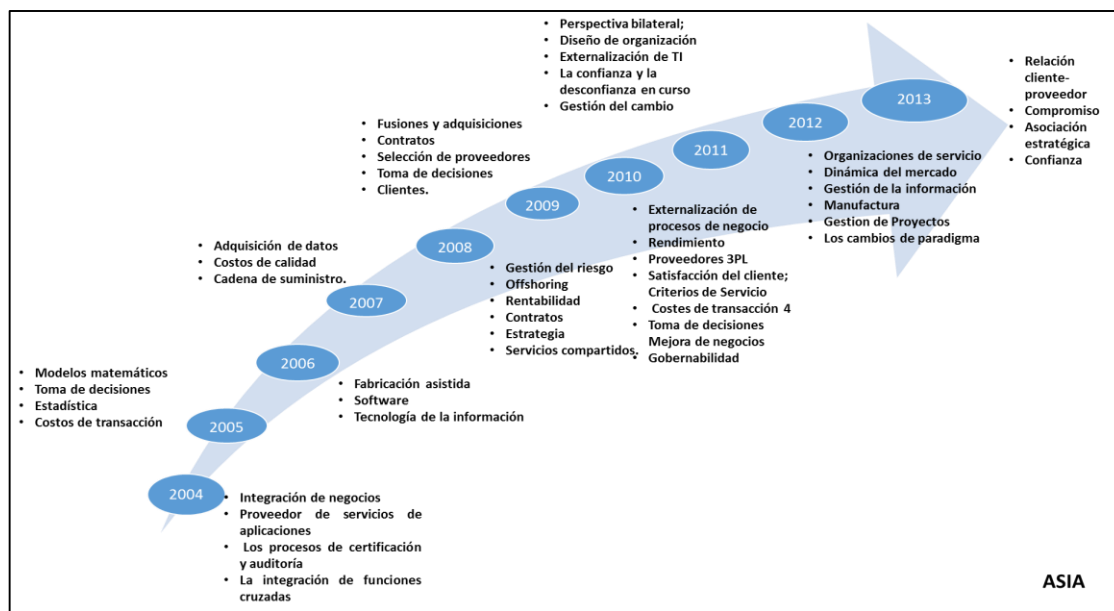 • Perspectiva bilateral;
• Diseño de organización
• Externalización de TI
• La confianza y la
desconfianza en curso
• Gestión del cambio
• Relación
cliente-
proveedor
• Compromiso
• Asociación
estratégica
• Confianza
2013
2012
• Fusiones y adquisiciones
• Contratos
• Selección de proveedores
• Toma de decisiones
• Clientes.
2011
• Organizaciones de servicio
• Dinámica del mercado
• Gestión de la información
• Manufactura
• Gestion de Proyectos
• Los cambios de paradigma
2010
2009
• Externalización de
procesos de negocio
• Rendimiento
• Proveedores 3PL
• Satisfacción del cliente;
Criterios de Servicio
• Costes de transacción 4
• Toma de decisiones
Mejora de negocios
• Gobernabilidad
• Adquisición de datos
• Costos de calidad
• Cadena de suministro.
2008
• Gestión del riesgo
• Offshoring
• Rentabilidad
• Contratos
• Estrategia
• Servicios compartidos.
2007
2006
• Modelos matemáticos
• Toma de decisiones
• Estadística
• Costos de transacción
• Fabricación asistida
• Software
• Tecnología de la información
2005
2004
• Integración de negocios
• Proveedor de servicios de
aplicaciones
• Los procesos de certificación
y auditoría
• La integración de funciones
cruzadas
ASIA